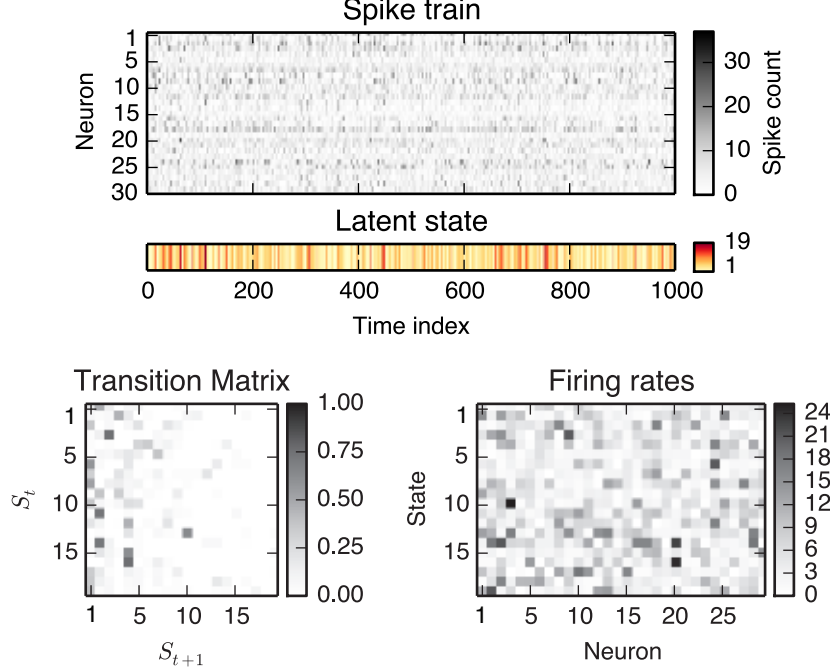 Spike train
Neuron
1
5
10
15
20
25
30
30
20
10
0
Spike count
Latent state
19
1
0 200 400 600 800 1000
Time index
Transition Matrix
S_t
1
5
10
15
1 5 10 15
S_{t+1}
1.00
0.75
0.50
0.25
0.00
Firing rates
State
1
5
10
15
1 5 10 15 20 25
Neuron
24
21
18
15
12
9
6
3
0